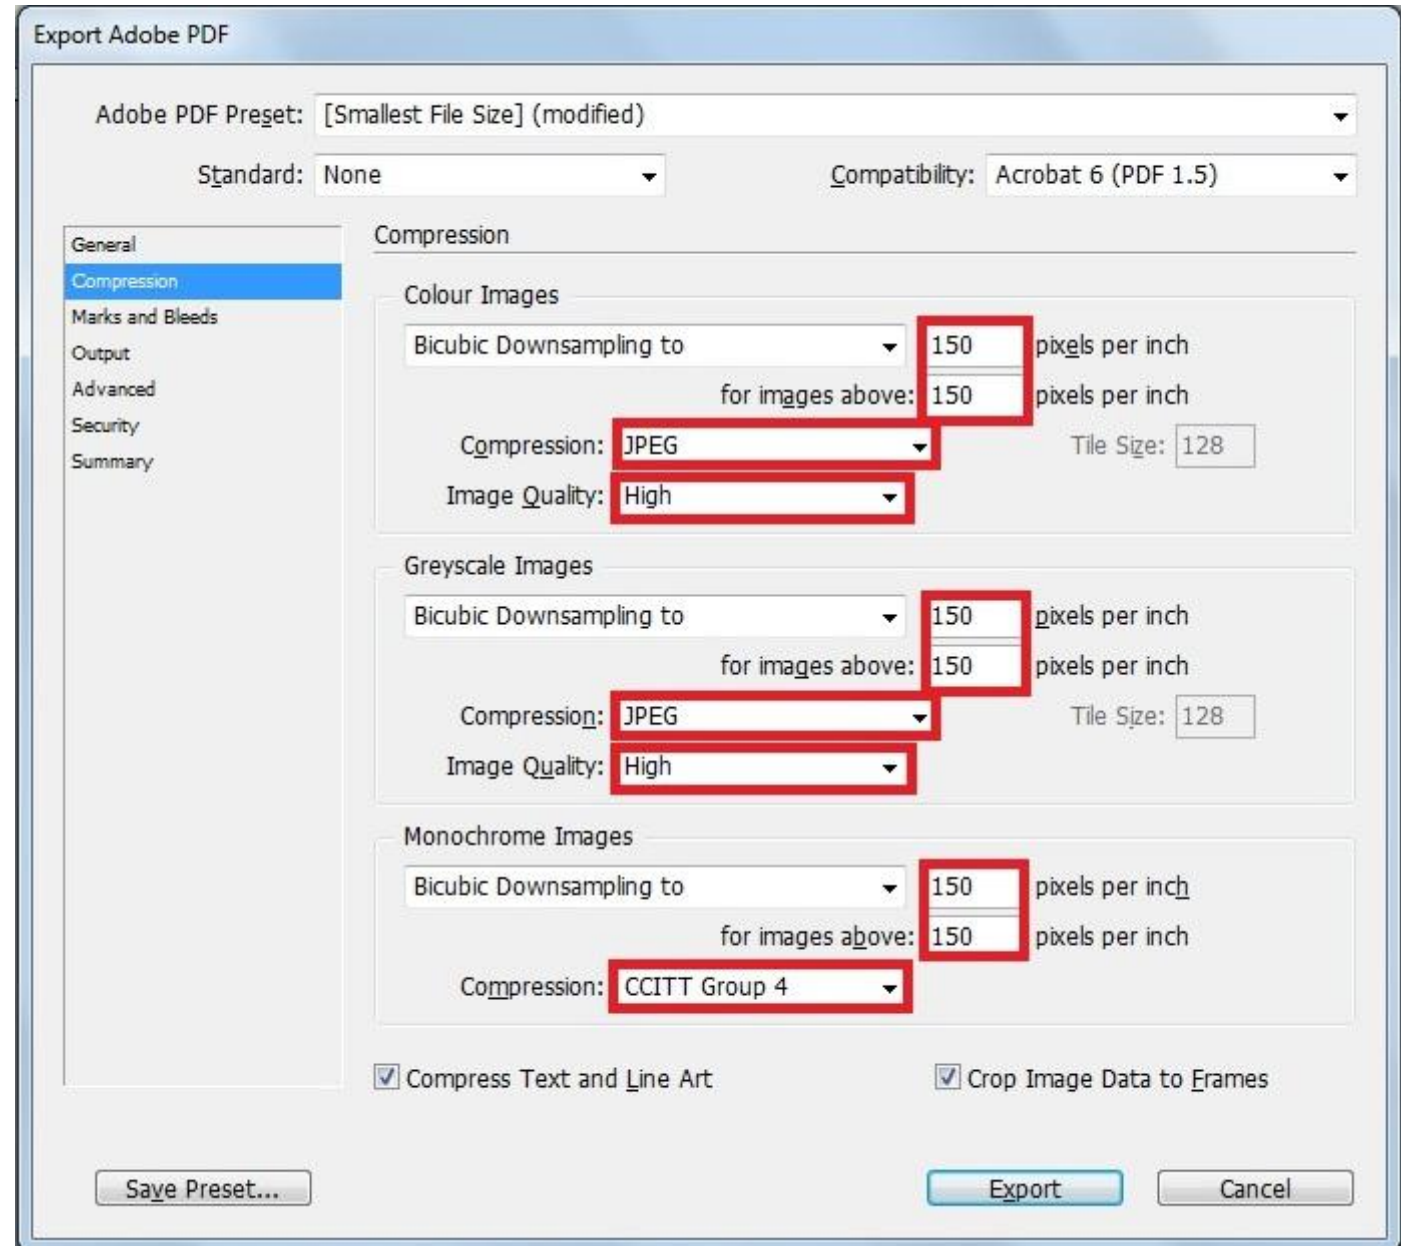 Export Adobe PDF
Adobe PDF Preset: [Smallest File Size] (modified)
Standard: None Compatibility: Acrobat 6 (PDF 1.5)
General
Compression
Marks and Bleeds
Output
Advanced
Security
Summary
Compression
Colour Images
Bicubic Downsampling to 150 pixels per inch
for images above: 150 pixels per inch
Compression: JPEG Tile Size: 128
Image Quality: High
Greyscale Images
Bicubic Downsampling to 150 pixels per inch
for images above: 150 pixels per inch
Compression: JPEG Tile Size: 128
Image Quality: High
Monochrome Images
Bicubic Downsampling to 150 pixels per inch
for images above: 150 pixels per inch
Compression: CCITT Group 4
Compress Text and Line Art Crop Image Data to Frames
Save Preset... Export Cancel